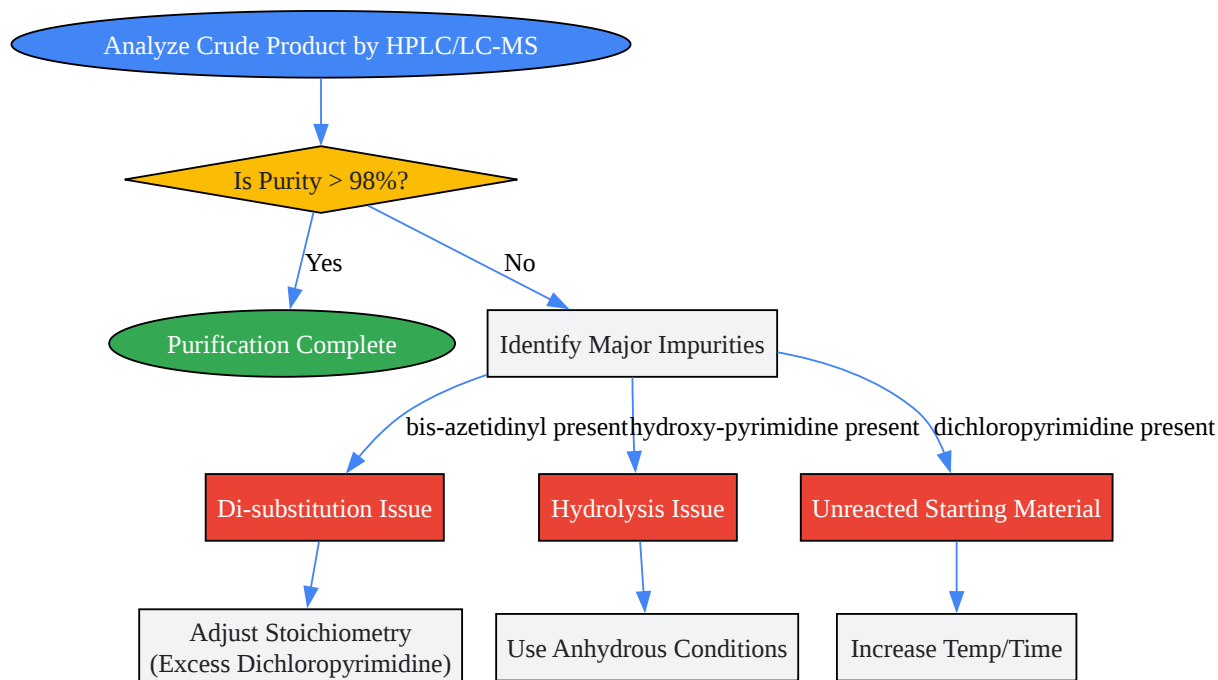 Analyze Crude Product by HPLC/LC-MS
Is Purity > 98%?
Yes
No
Purification Complete
Identify Major Impurities
bis-azetidinyl present
hydroxy-pyrimidine present
dichloropyrimidine present
Di-substitution Issue
Hydrolysis Issue
Unreacted Starting Material
Adjust Stoichiometry
(Excess Dichloropyrimidine)
Use Anhydrous Conditions
Increase Temp/Time